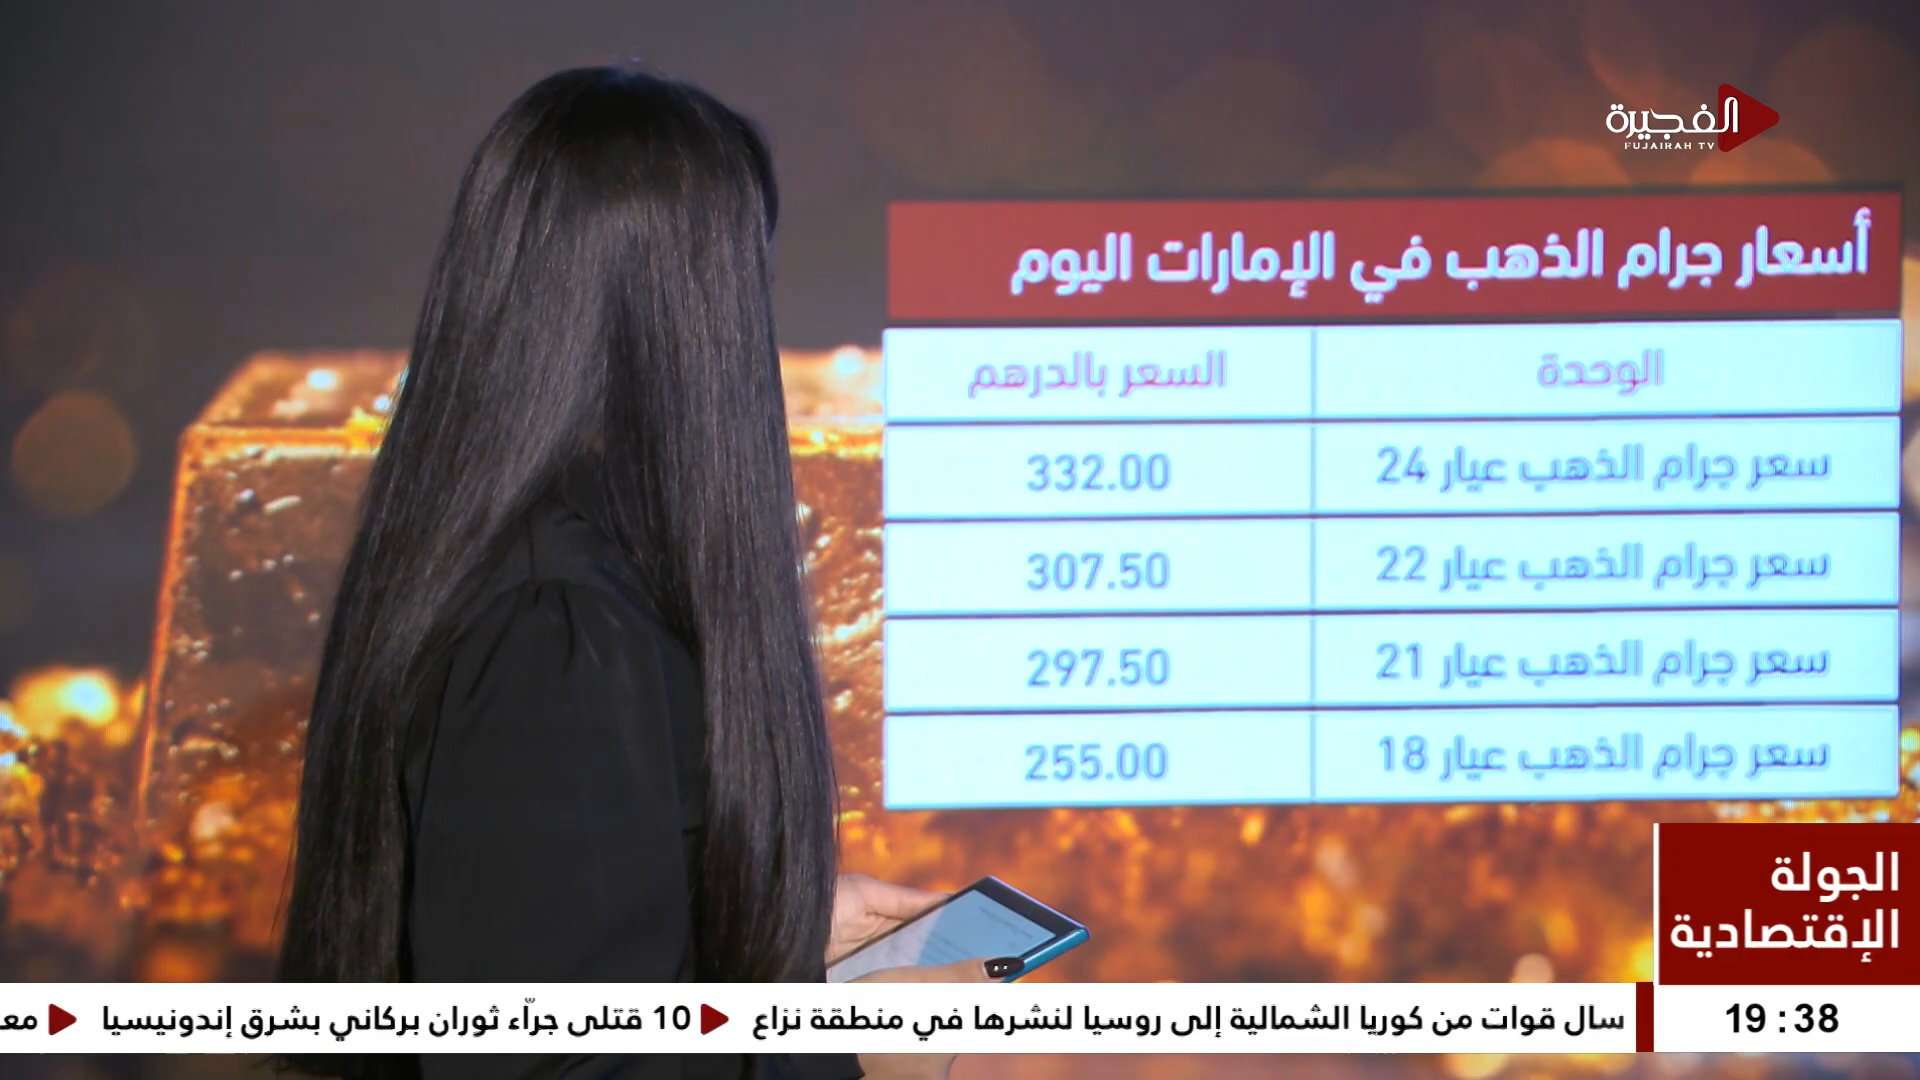 الفجيرة
FUJAIRAH TV
أسعار جرام الذهب في الإمارات اليوم
الوحدة السعر بالدرهم
سعر جرام الذهب عيار 24 332.00
سعر جرام الذهب عيار 22 307.50
سعر جرام الذهب عيار 21 297.50
سعر جرام الذهب عيار 18 255.00
الجولة
الإقتصادية
سال قوات من كوريا الشمالية إلى روسيا لنشرها في منطقة نزاع 10 قتلى جرّاء ثوران بركاني بشرق إندونيسيا مع
19:38